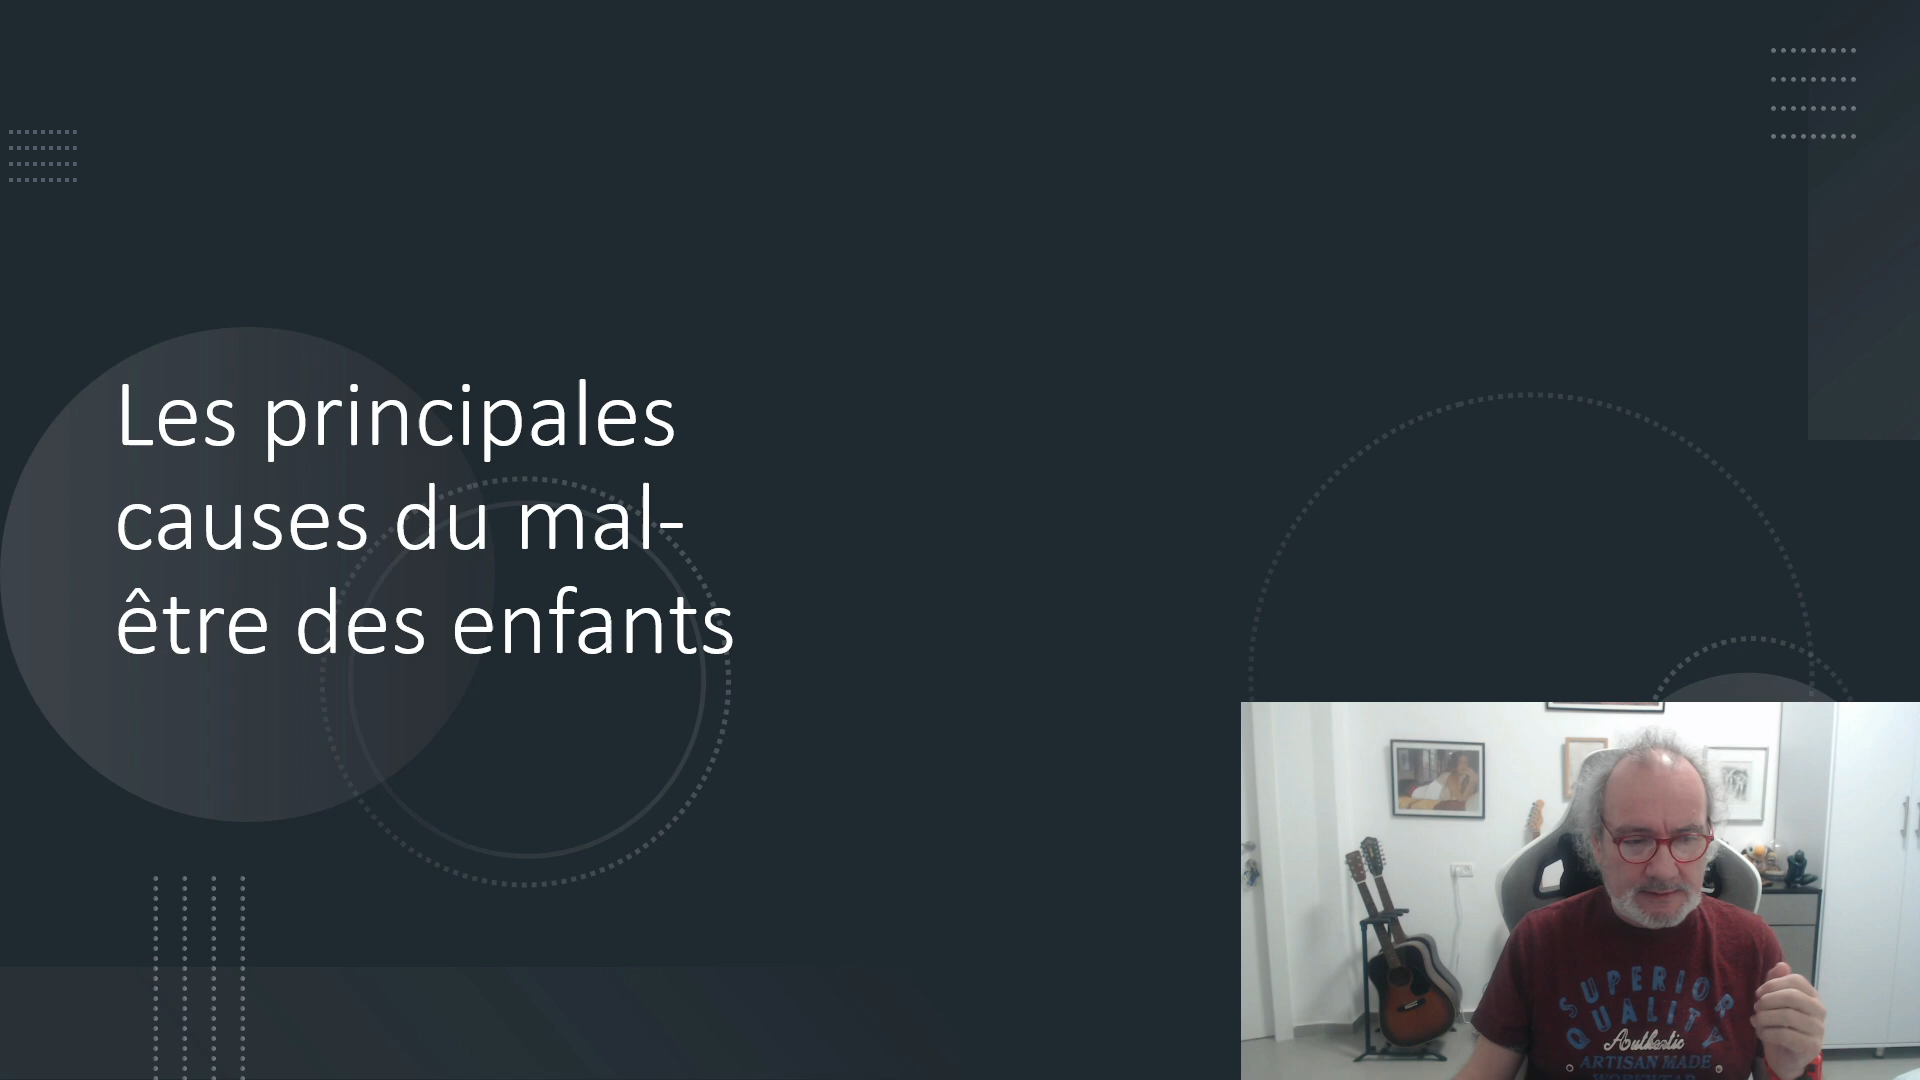 Les principales
causes du mal-
être des enfants
SUPERIOR
QUALITY
Authentic
ARTISAN MADE